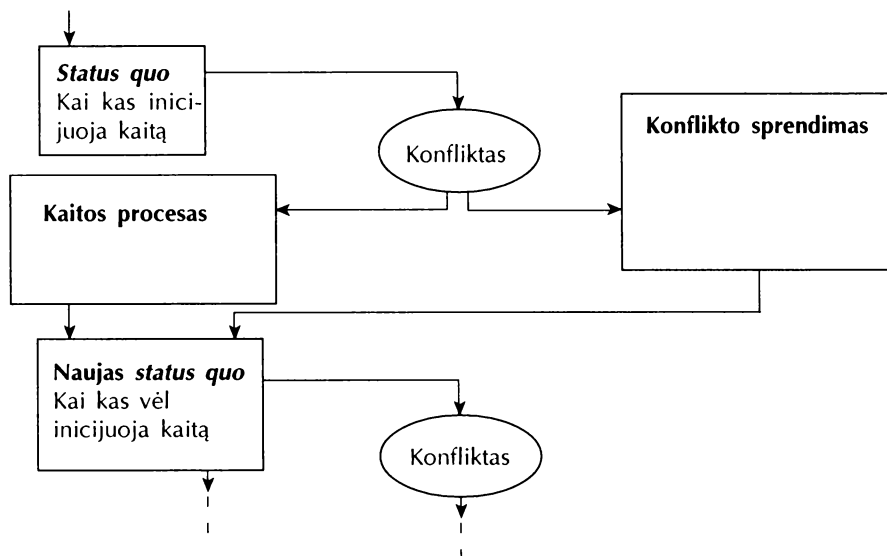 Status quo
Kai kas inici-
juoja kaitą
Konfliktas
Konflikto sprendimas
Kaitos procesas
Naujas status quo
Kai kas vėl
inicijuoja kaitą
Konfliktas